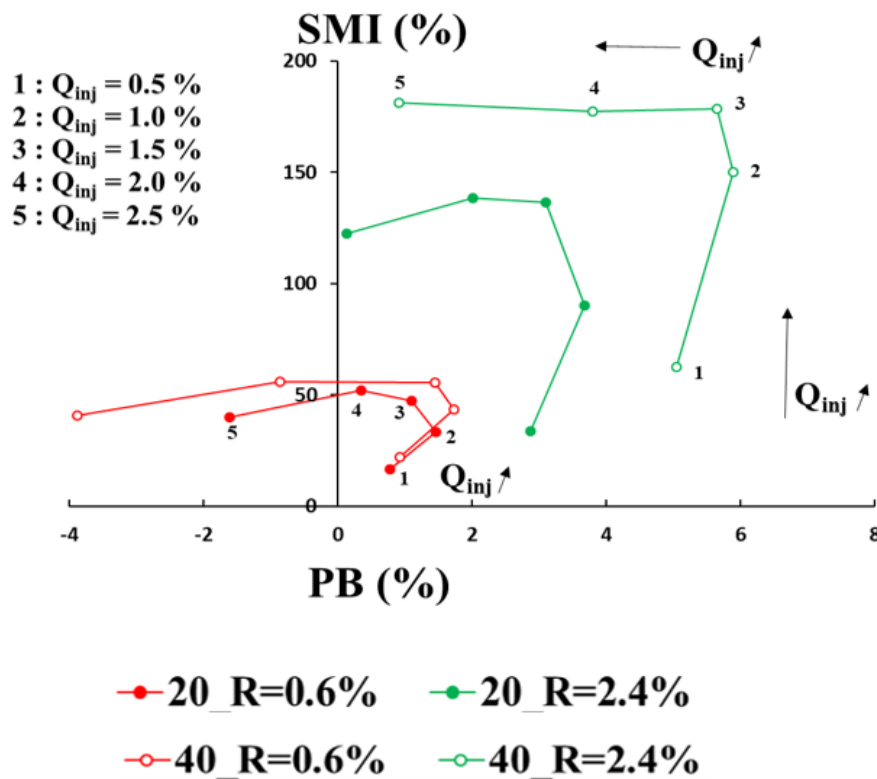 SMI (%)
Qinj
1 : Qinj = 0.5 %
2 : Qinj = 1.0 %
3 : Qinj = 1.5 %
4 : Qinj = 2.0 %
5 : Qinj = 2.5 %
200
5
4
3
150
2
100
1
Qinj
50
4
3
5
2
1
Qinj
0
-4
-2
0
2
4
6
8
PB (%)
20_R=0.6%
20_R=2.4%
40_R=0.6%
40_R=2.4%